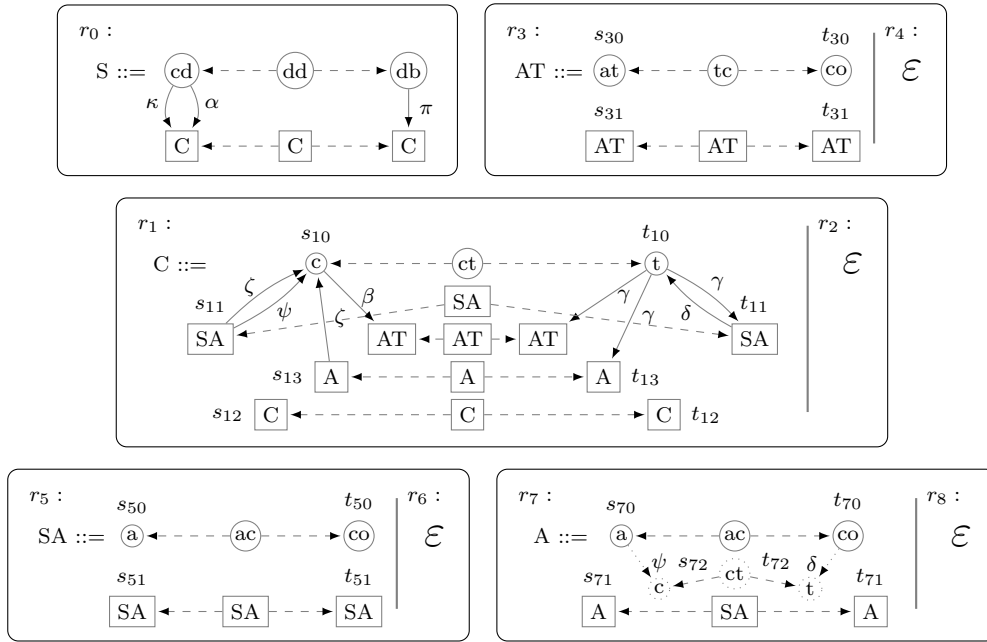 r₀ :
S ::= cd dd db
κ α π
C C C
r₃ : s₃₀ t₃₀ r₄ :
AT ::= at tc co ε
s₃₁ t₃₁
AT AT AT
r₁ : s₁₀ t₁₀ r₂ :
C ::= c ct t ε
ζ β γ γ
s₁₁ ψ SA δ t₁₁
ζ γ
SA AT AT AT SA
s₁₃ A A A t₁₃
s₁₂ C C C t₁₂
r₅ : s₅₀ t₅₀ r₆ :
SA ::= a ac co ε
s₅₁ t₅₁
SA SA SA
r₇ : s₇₀ t₇₀ r₈ :
A ::= a ac co ε
ψ s₇₂ t₇₂ δ
s₇₁ c ct t t₇₁
A SA A